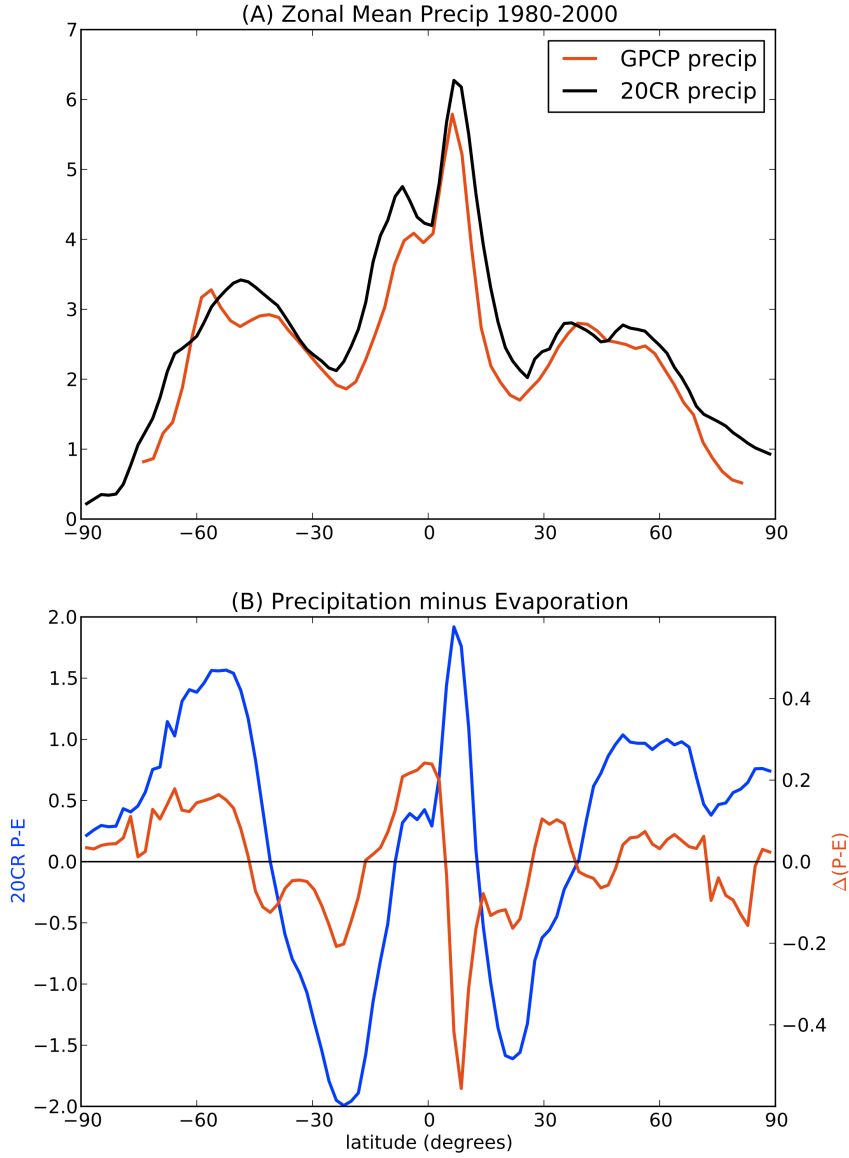 (A) Zonal Mean Precip 1980-2000
7
GPCP precip
20CR precip
6
5
4
3
2
1
0
−90 −60 −30 0 30 60 90
(B) Precipitation minus Evaporation
2.0
1.5
1.0
0.5
0.0
−0.5
−1.0
−1.5
−2.0
20CR P-E
0.4
0.2
0.0
−0.2
−0.4
Δ(P-E)
−90 −60 −30 0 30 60 90
latitude (degrees)